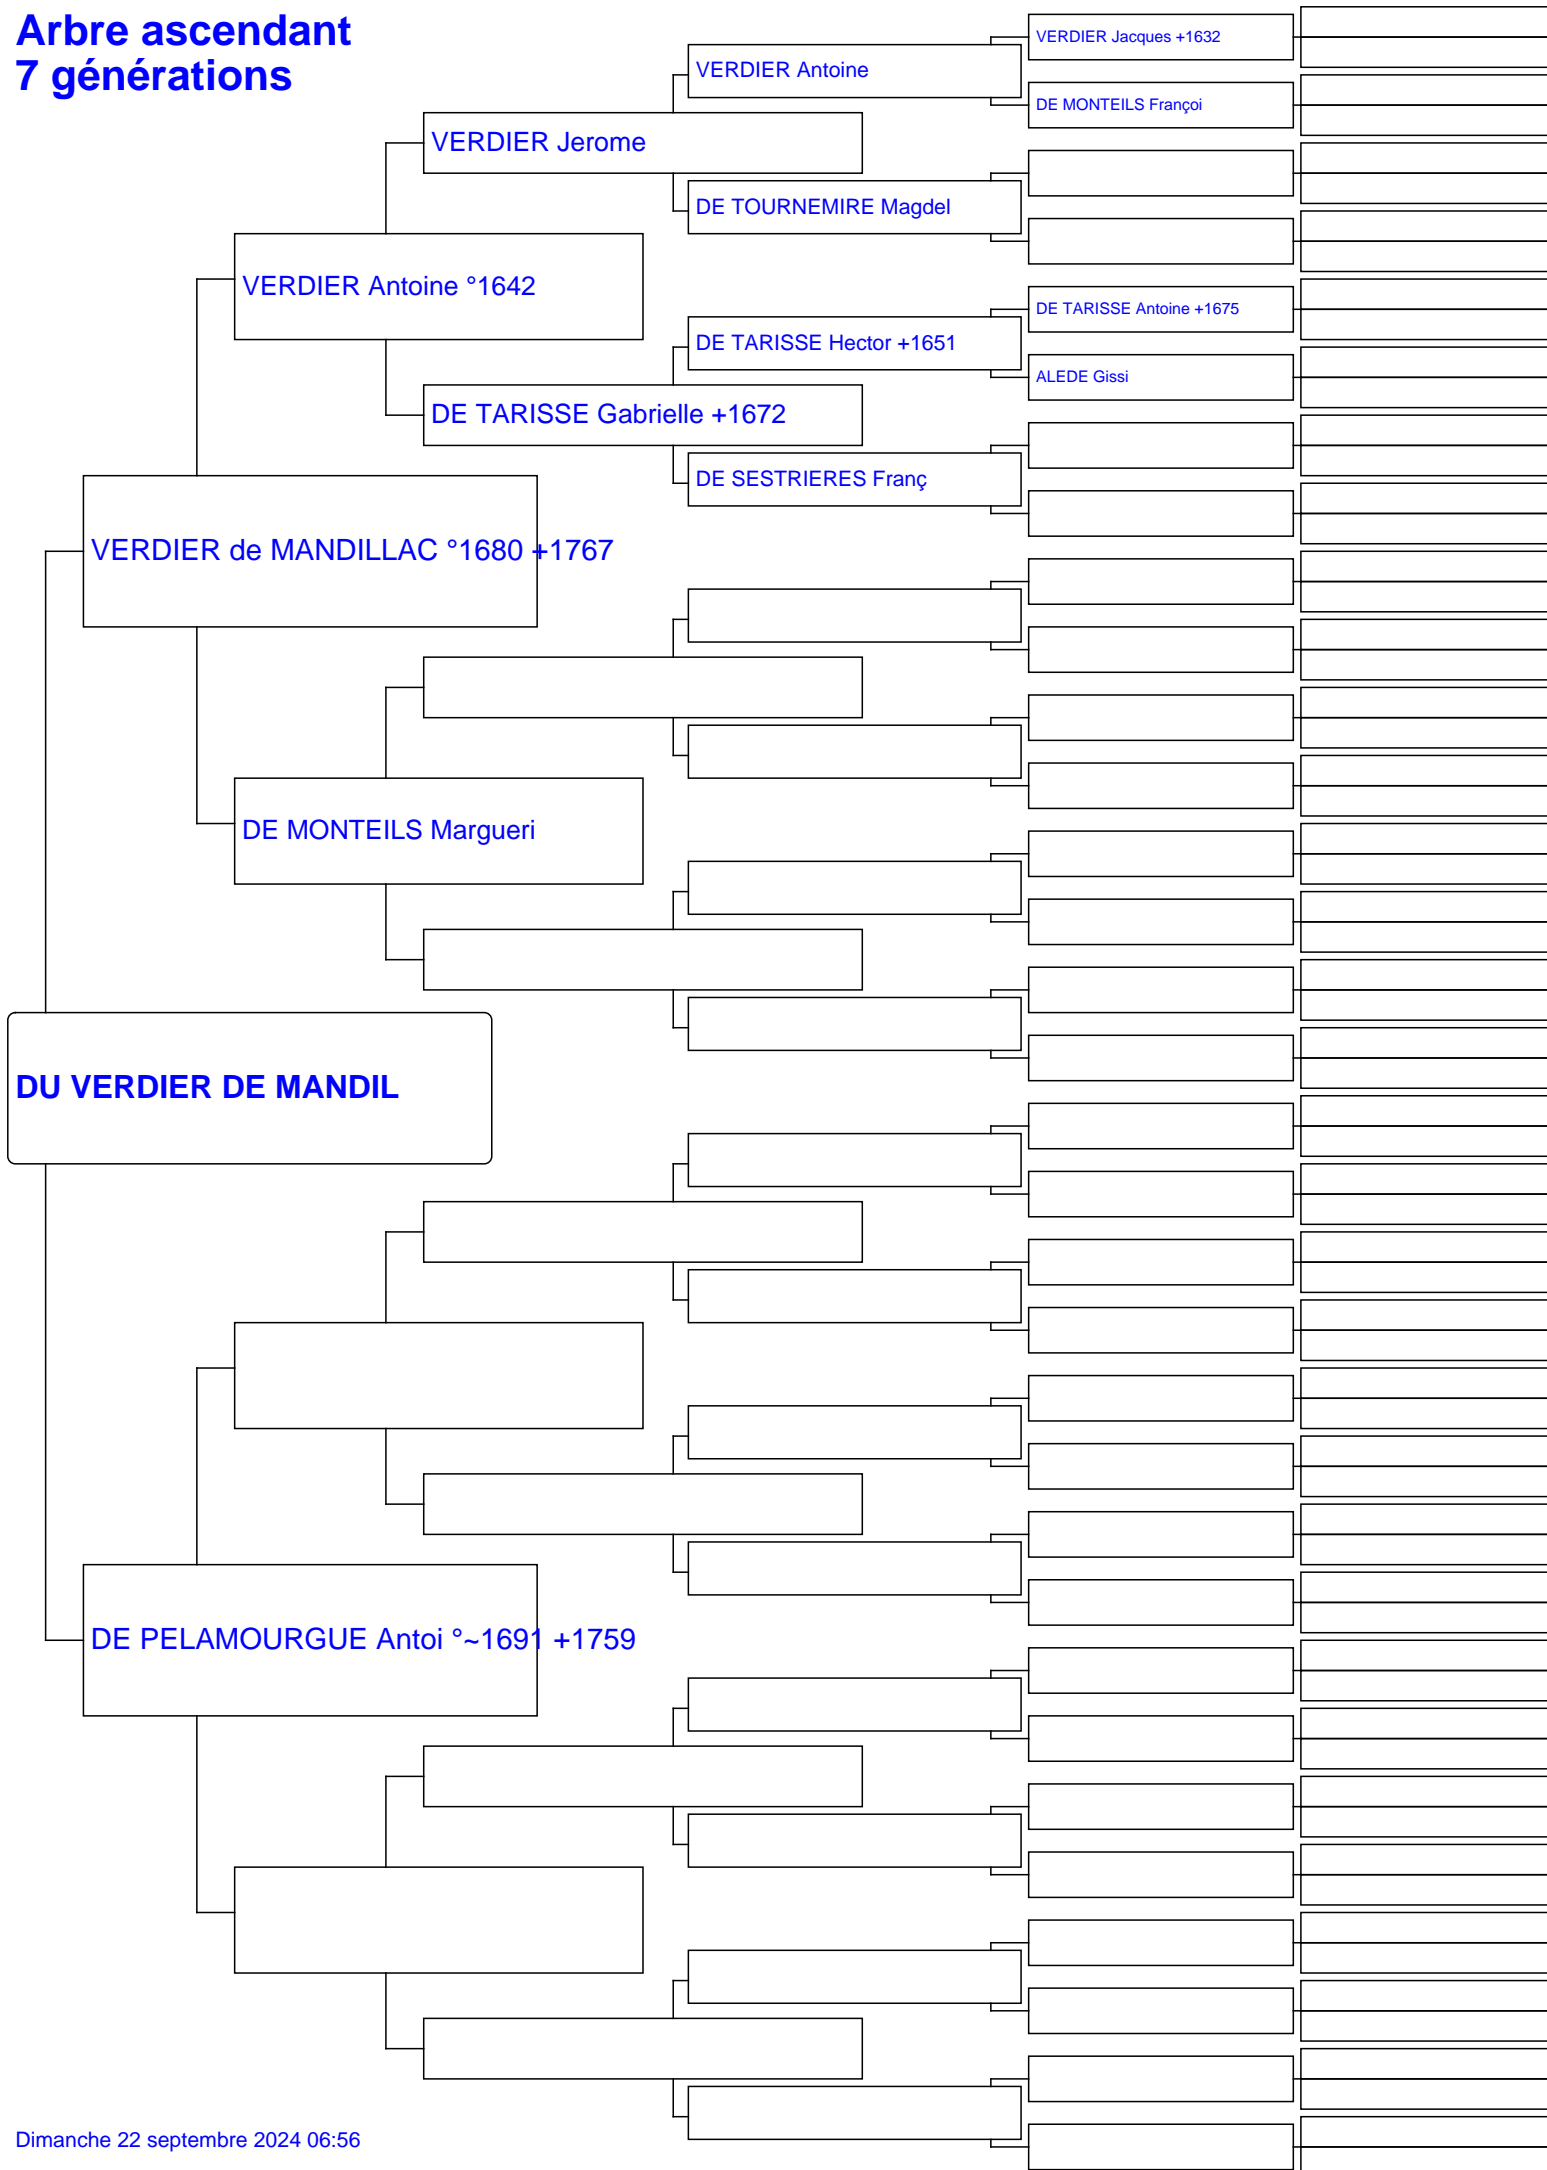 Arbre ascendant
7 générations
VERDIER Jacques +1632
VERDIER Antoine
DE MONTEILS Françoi
VERDIER Jerome
DE TOURNEMIRE Magdel
VERDIER Antoine °1642
DE TARISSE Antoine +1675
DE TARISSE Hector +1651
ALEDE Gissi
DE TARISSE Gabrielle +1672
DE SESTRIERES Franç
VERDIER de MANDILLAC °1680 +1767
DE MONTEILS Margueri
DU VERDIER DE MANDIL
DE PELAMOURGUE Antoi °~1691 +1759
Dimanche 22 septembre 2024 06:56